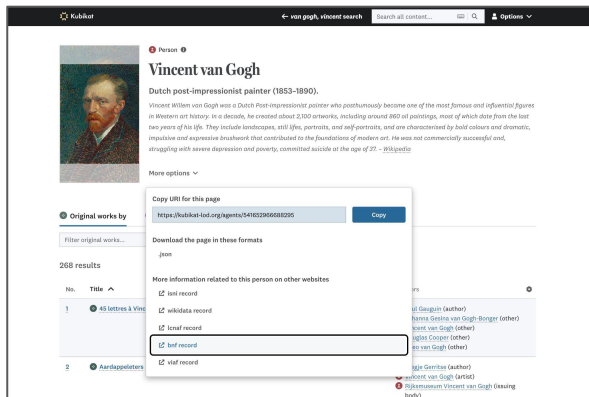 Kubikat
← van gogh, vincent search
Search all content...
Options
Person
Vincent van Gogh
Dutch post-impressionist painter (1853-1890).
Vincent Willem van Gogh was a Dutch Post-Impressionist painter who posthumously became one of the most famous and influential figures
in Western art history. In a decade, he created about 2,100 artworks, including around 860 oil paintings, most of which date from the last
two years of his life. They include landscapes, still lifes, portraits, and self-portraits, and are characterised by bold colours and dramatic,
impulsive and expressive brushwork that contributed to the foundations of modern art. He was not commercially successful and,
struggling with severe depression and poverty, committed suicide at the age of 37. – Wikipedia
More options
Copy URI for this page
https://kubikat-lod.org/agents/541652966688295
Copy
Download the page in these formats
.json
More information related to this person on other websites
isni record
wikidata record
lcnaf record
bnf record
viaf record
Original works by
Filter original works...
268 results
No. Title
1 45 lettres à Vinc
ul Gauguin (author)
hanna Gesina van Gogh-Bonger (other)
ncent van Gogh (other)
uglas Cooper (other)
eo van Gogh (other)
2 Aardappeleters
Gerritse (author)
Vincent van Gogh (artist)
Rijksmuseum Vincent van Gogh (issuing
body)